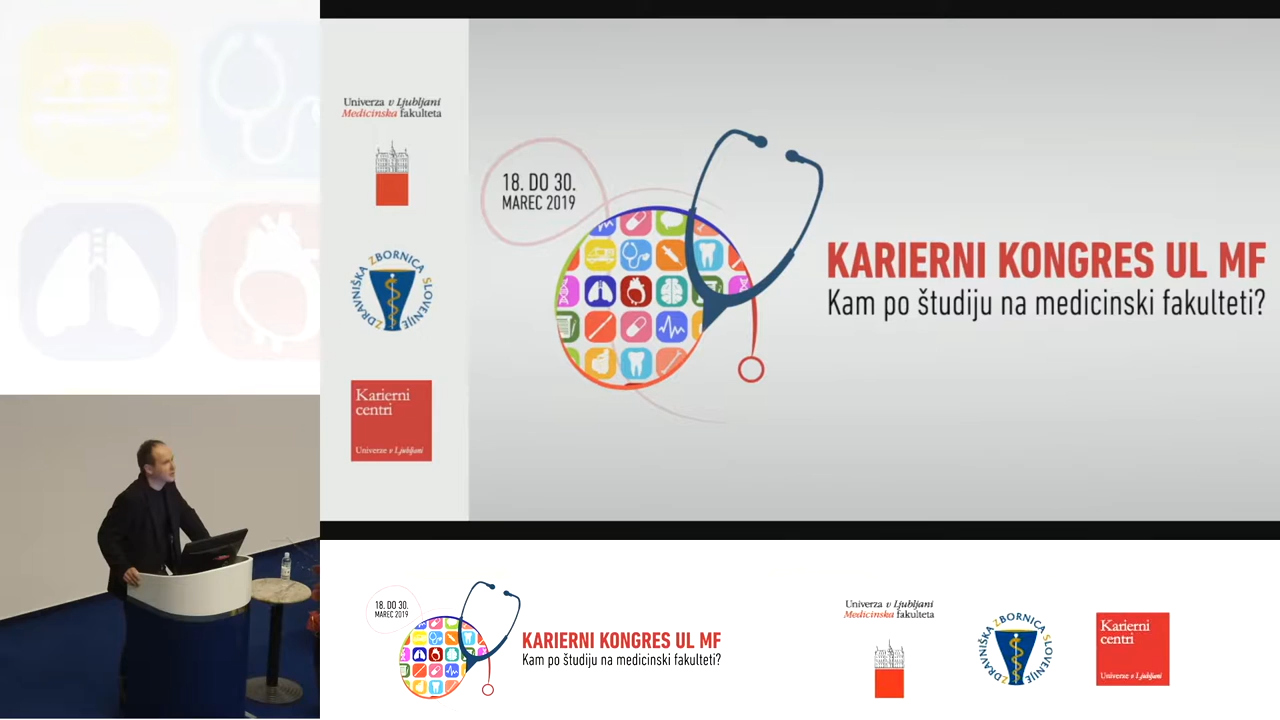 Univerza v Ljubljani
Medicinska fakulteta
ZDRAVNIŠKA ZBORNICA SLOVENIJE
Karierni
centri
Univerze v Ljubljani
18. DO 30.
MAREC 2019
KARIERNI KONGRES UL MF
Kam po študiju na medicinski fakulteti?
18. DO 30.
MAREC 2019
KARIERNI KONGRES UL MF
Kam po študiju na medicinski fakulteti?
Univerza v Ljubljani
Medicinska fakulteta
ZDRAVNIŠKA ZBORNICA SLOVENIJE
Karierni
centri
Univerze v Ljubljani